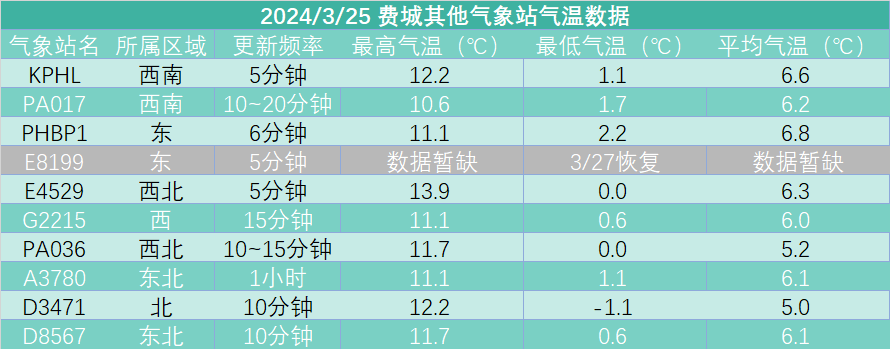 2024/3/25 费城其他气象站气温数据
气象站名 所属区域 更新频率 最高气温（℃） 最低气温（℃） 平均气温（℃）
KPHL 西南 5分钟 12.2 1.1 6.6
PA017 西南 10~20分钟 10.6 1.7 6.2
PHBP1 东 6分钟 11.1 2.2 6.8
E8199 东 5分钟 数据暂缺 3/27恢复 数据暂缺
E4529 西北 5分钟 13.9 0.0 6.3
G2215 西 15分钟 11.1 0.6 6.0
PA036 西北 10~15分钟 11.7 0.0 5.2
A3780 东北 1小时 11.1 1.1 6.1
D3471 北 10分钟 12.2 -1.1 5.0
D8567 东北 10分钟 11.7 0.6 6.1